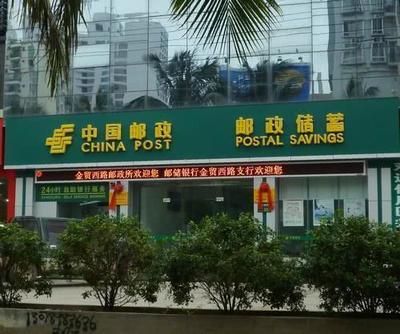 中国邮政
CHINA POST
邮政储蓄
POSTAL SAVINGS
金贸西路邮政所欢迎您 邮储银行金贸西路支行欢迎您
24小时 自助银行服务